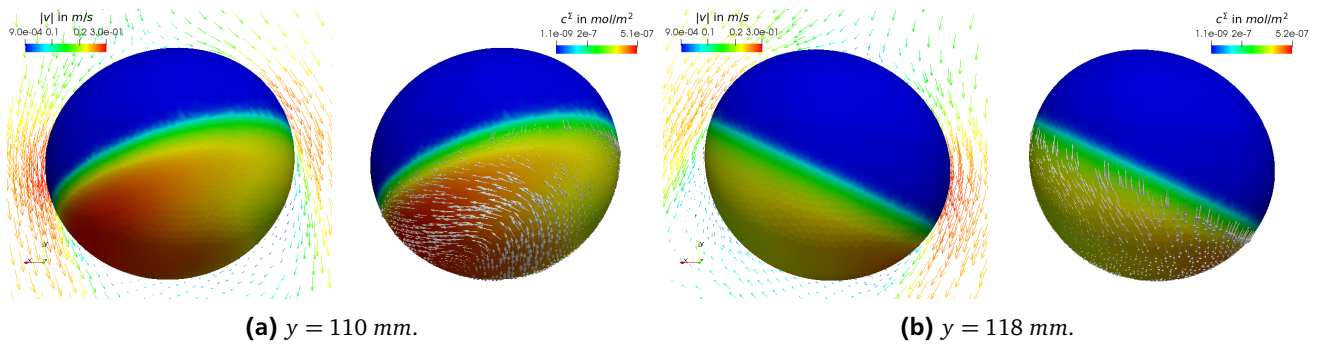 |v| in m/s
9.0e-04 0.1 0.2 3.0e-01
c^Σ in mol/m²
1.1e-09 2e-7 5.1e-07
|v| in m/s
9.0e-04 0.1 0.2 3.0e-01
c^Σ in mol/m²
1.1e-09 2e-7 5.2e-07
Y
X Z
Y
X Z
(a) y = 110 mm.
(b) y = 118 mm.